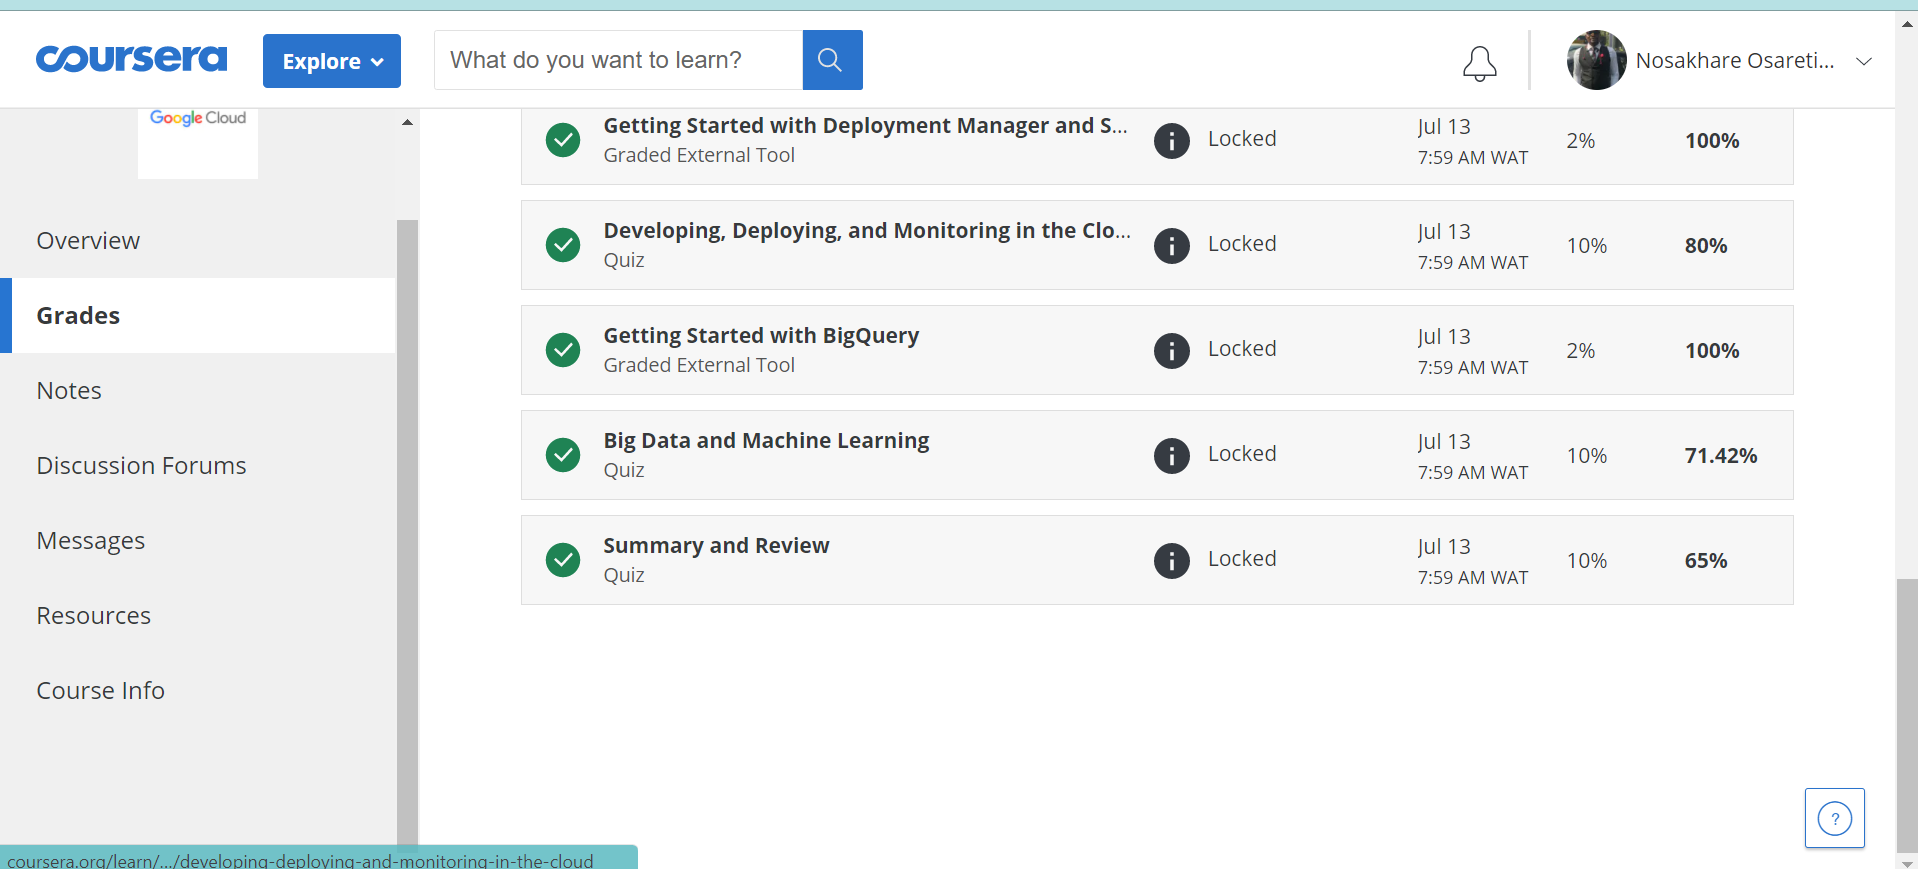 coursera
Explore
What do you want to learn?
Nosakhare Osareti...
Google Cloud
Overview
Grades
Notes
Discussion Forums
Messages
Resources
Course Info
Getting Started with Deployment Manager and S...
Graded External Tool
Locked
Jul 13
7:59 AM WAT
2%
100%
Developing, Deploying, and Monitoring in the Clo...
Quiz
Locked
Jul 13
7:59 AM WAT
10%
80%
Getting Started with BigQuery
Graded External Tool
Locked
Jul 13
7:59 AM WAT
2%
100%
Big Data and Machine Learning
Quiz
Locked
Jul 13
7:59 AM WAT
10%
71.42%
Summary and Review
Quiz
Locked
Jul 13
7:59 AM WAT
10%
65%
?
coursera.org/learn/.../developing-deploying-and-monitoring-in-the-cloud